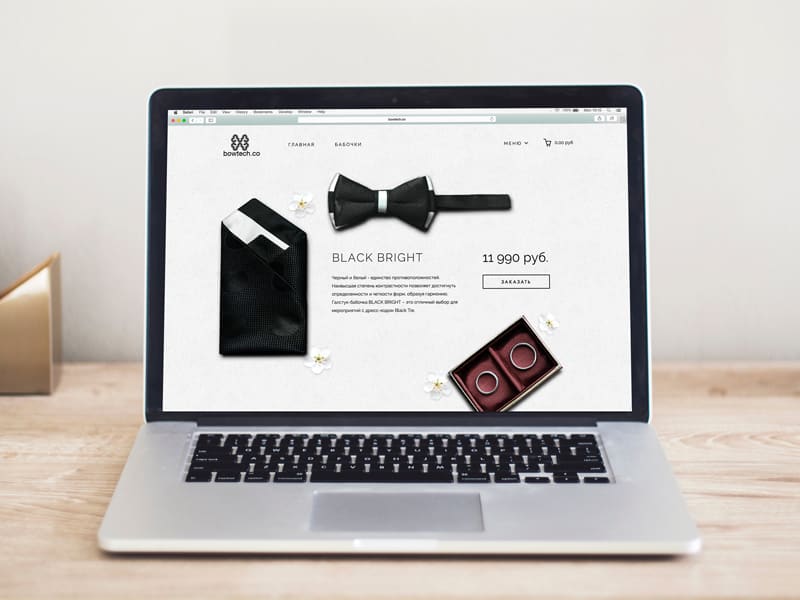 Safari File Edit View History Bookmarks Develop Window Help
bowtech.co
bowtech.co
ГЛАВНАЯ БАБОЧКИ МЕНЮ 0.00 руб
BLACK BRIGHT
11 990 руб.
Черный и белый - единство противоположностей.
Наивысшая степень контрастности позволяет достигнуть
определенности и четкости форм, образуя гармонию.
Галстук-бабочка BLACK BRIGHT – это отличный выбор для
мероприятий с дресс-кодом Black Tie.
ЗАКАЗАТЬ